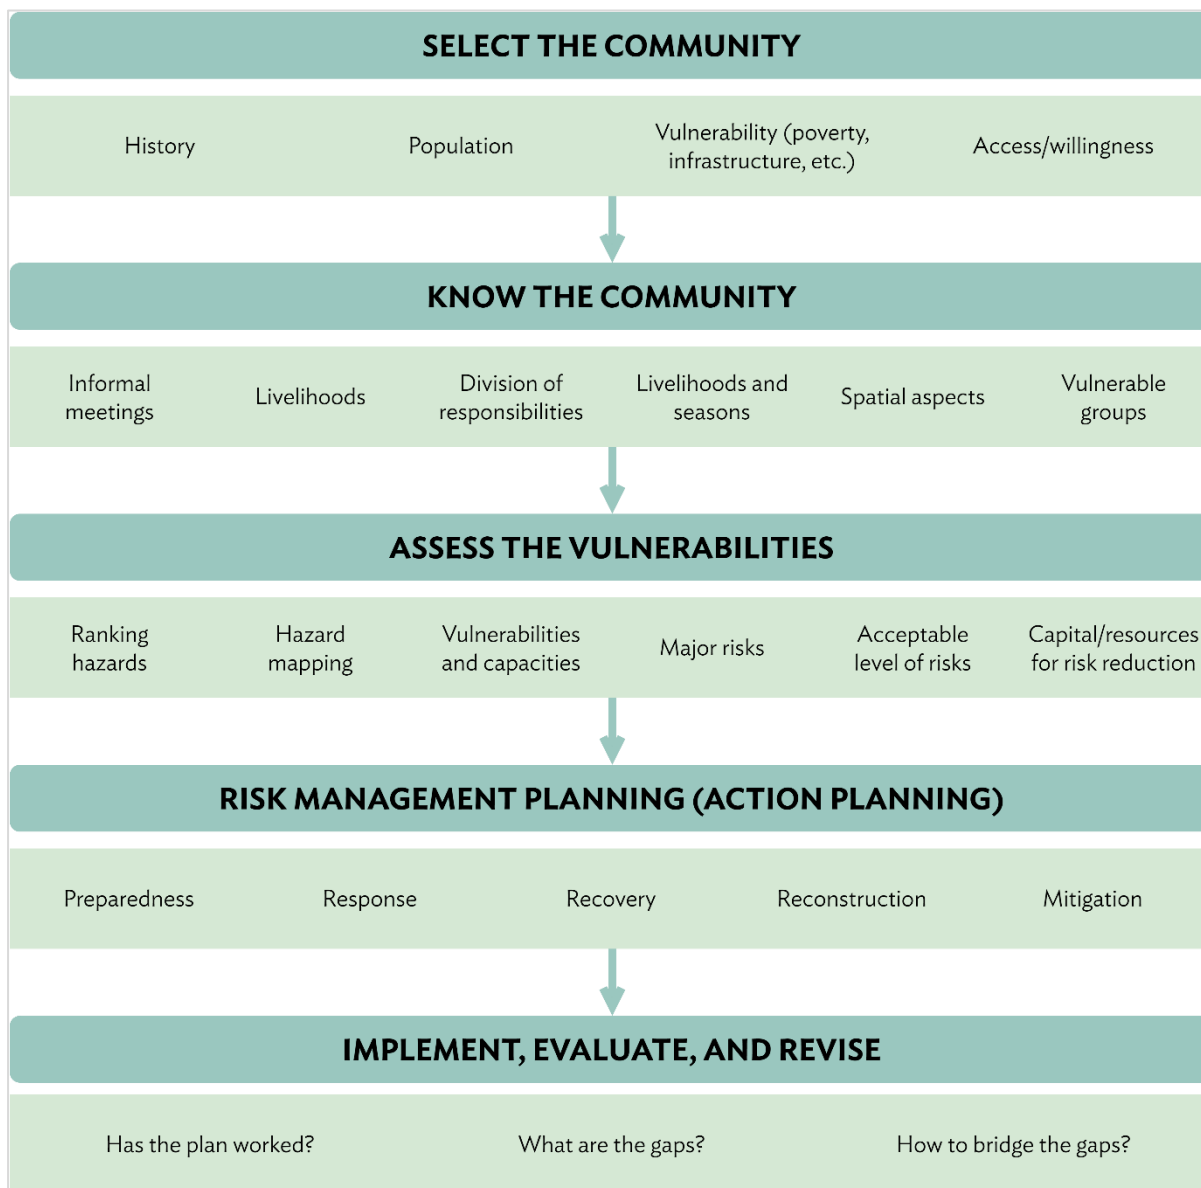 SELECT THE COMMUNITY
History
Population
Vulnerability (poverty,
infrastructure, etc.)
Access/willingness
KNOW THE COMMUNITY
Informal
meetings
Livelihoods
Division of
responsibilities
Livelihoods and
seasons
Spatial aspects
Vulnerable
groups
ASSESS THE VULNERABILITIES
Ranking
hazards
Hazard
mapping
Vulnerabilities
and capacities
Major risks
Acceptable
level of risks
Capital/resources
for risk reduction
RISK MANAGEMENT PLANNING (ACTION PLANNING)
Preparedness
Response
Recovery
Reconstruction
Mitigation
IMPLEMENT, EVALUATE, AND REVISE
Has the plan worked?
What are the gaps?
How to bridge the gaps?